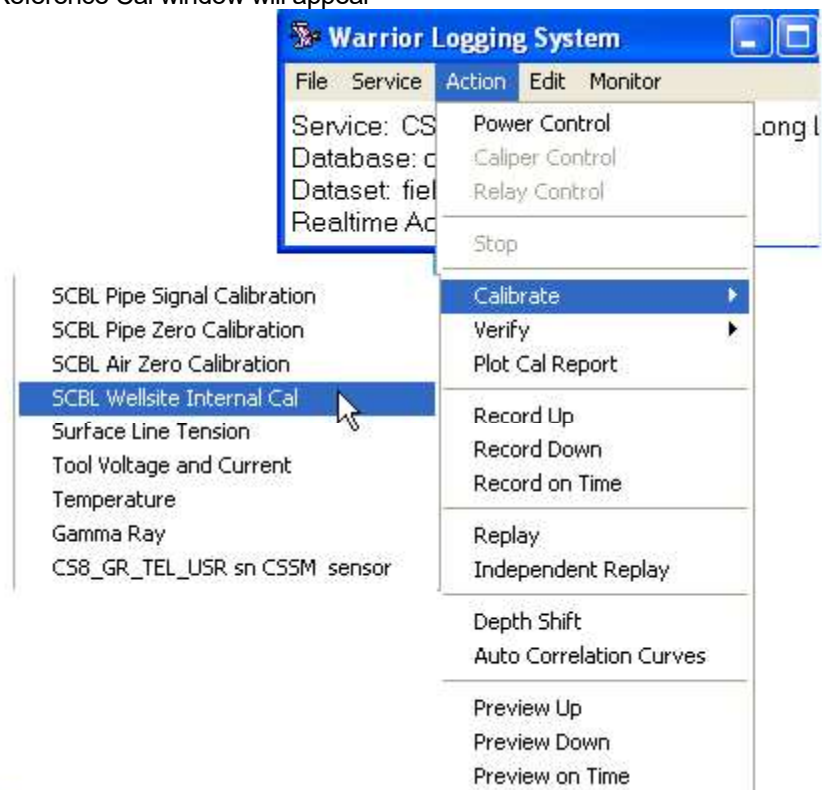 Reference Cal window will appear
Warrior Logging System
File Service Action Edit Monitor
Service: CS
Database:
Dataset: fiel
Realtime Ac
Long
Power Control
Caliper Control
Relay Control
Stop
Calibrate
Verify
Plot Cal Report
Record Up
Record Down
Record on Time
Replay
Independent Replay
Depth Shift
Auto Correlation Curves
Preview Up
Preview Down
Preview on Time
SCBL Pipe Signal Calibration
SCBL Pipe Zero Calibration
SCBL Air Zero Calibration
SCBL Wellsite Internal Cal
Surface Line Tension
Tool Voltage and Current
Temperature
Gamma Ray
CS8_GR_TEL_USR sn CSSM sensor